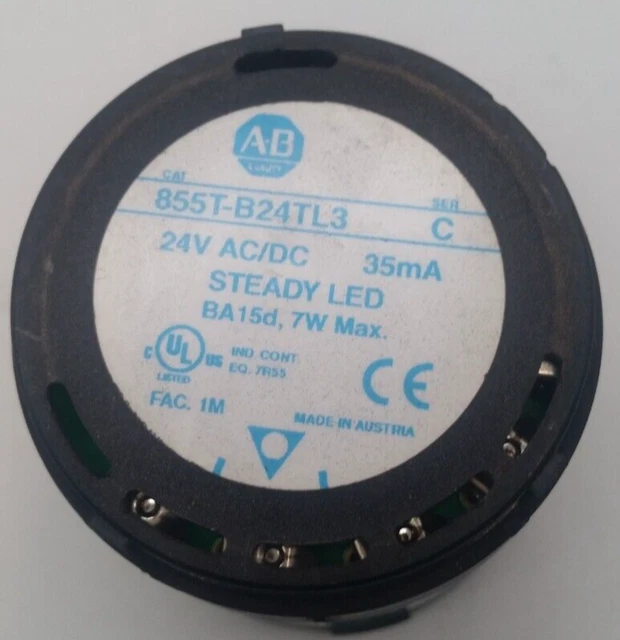 A-B
QUALITY
CAT
SER
855T-B24TL3
C
24V AC/DC 35mA
STEADY LED
BA15d, 7W Max.
C UL US
LISTED
IND. CONT.
EQ. 7R55
CE
FAC. 1M
MADE IN AUSTRIA